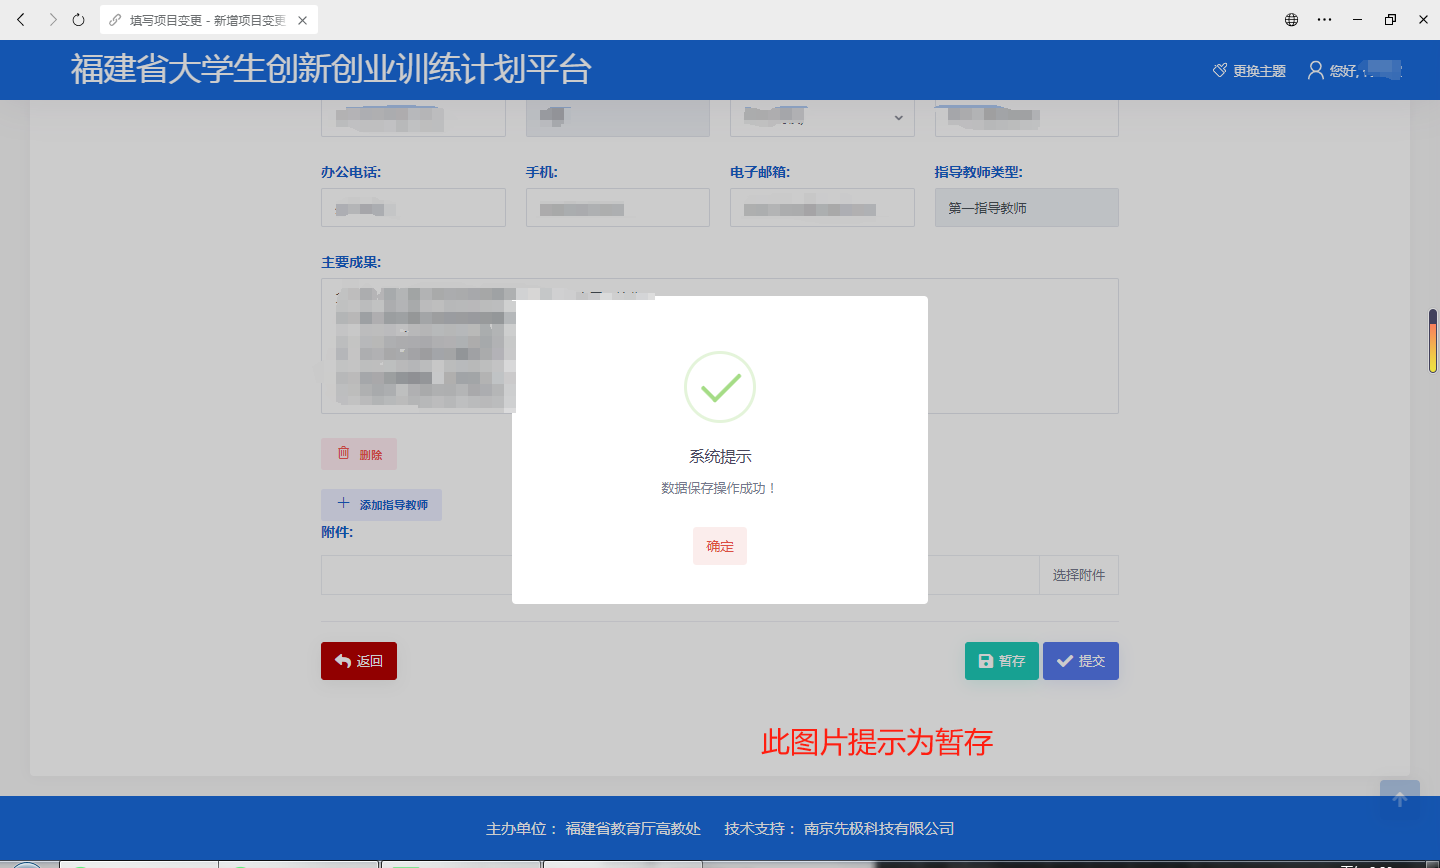 填写项目变更 - 新增项目变更
福建省大学生创新创业训练计划平台
更换主题
您好,
办公电话:
手机:
电子邮箱:
指导教师类型:
第一指导教师
主要成果:
系统提示
数据保存操作成功！
确定
删除
添加指导教师
附件:
选择附件
返回
暂存
提交
此图片提示为暂存
主办单位： 福建省教育厅高教处 技术支持： 南京先极科技有限公司